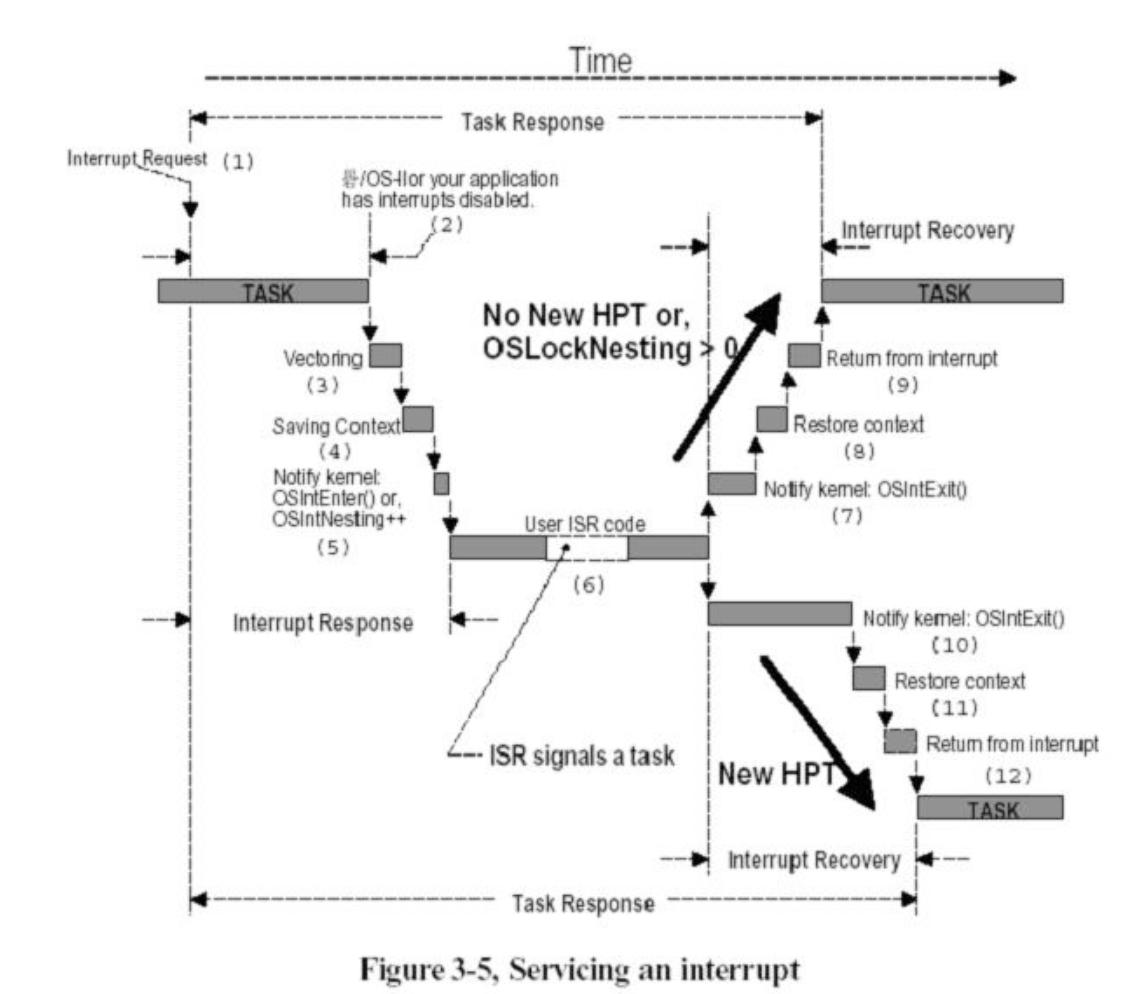 Time
Task Response
Interrupt Request (1)
뿀/OS-IIor your application
has interrupts disabled.
(2)
Interrupt Recovery
TASK
TASK
No New HPT or,
OSLockNesting > 0
Vectoring
(3)
Return from interrupt
(9)
Saving Context
(4)
Restore context
(8)
Notify kernel:
OSIntEnter() or,
OSIntNesting++
(5)
Notify kernel: OSIntExit()
(7)
User ISR code
(6)
Interrupt Response
Notify kernel: OSIntExit()
(10)
Restore context
(11)
ISR signals a task
Return from interrupt
(12)
New HPT
TASK
Interrupt Recovery
Task Response
Figure 3-5, Servicing an interrupt